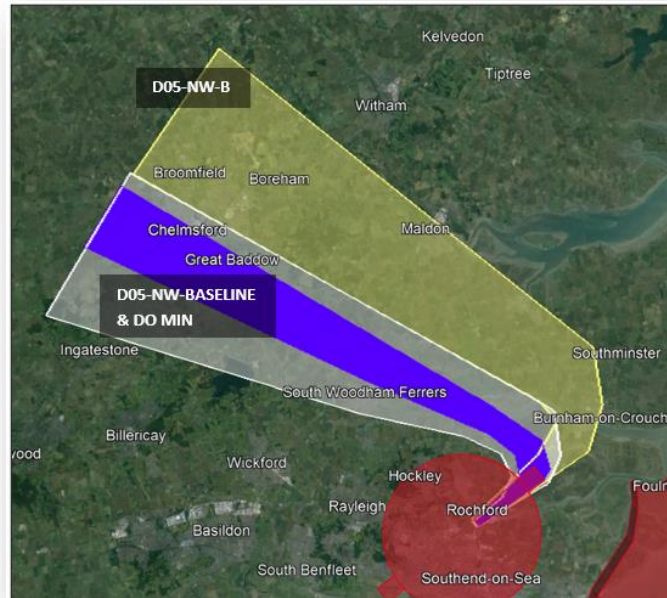 Kelvedon
Tiptree
D05-NW-B
Witham
Broomfield
Boreham
Chelmsford
Maldon
Great Baddow
D05-NW-BASELINE
& DO MIN
Ingatestone
Southminster
South Woodham Ferrers
Burnham-on-Crouch
Billericay
wood
Wickford
Hockley
Fouln
Rayleigh
Rochford
Basildon
South Benfleet
Southend-on-Sea